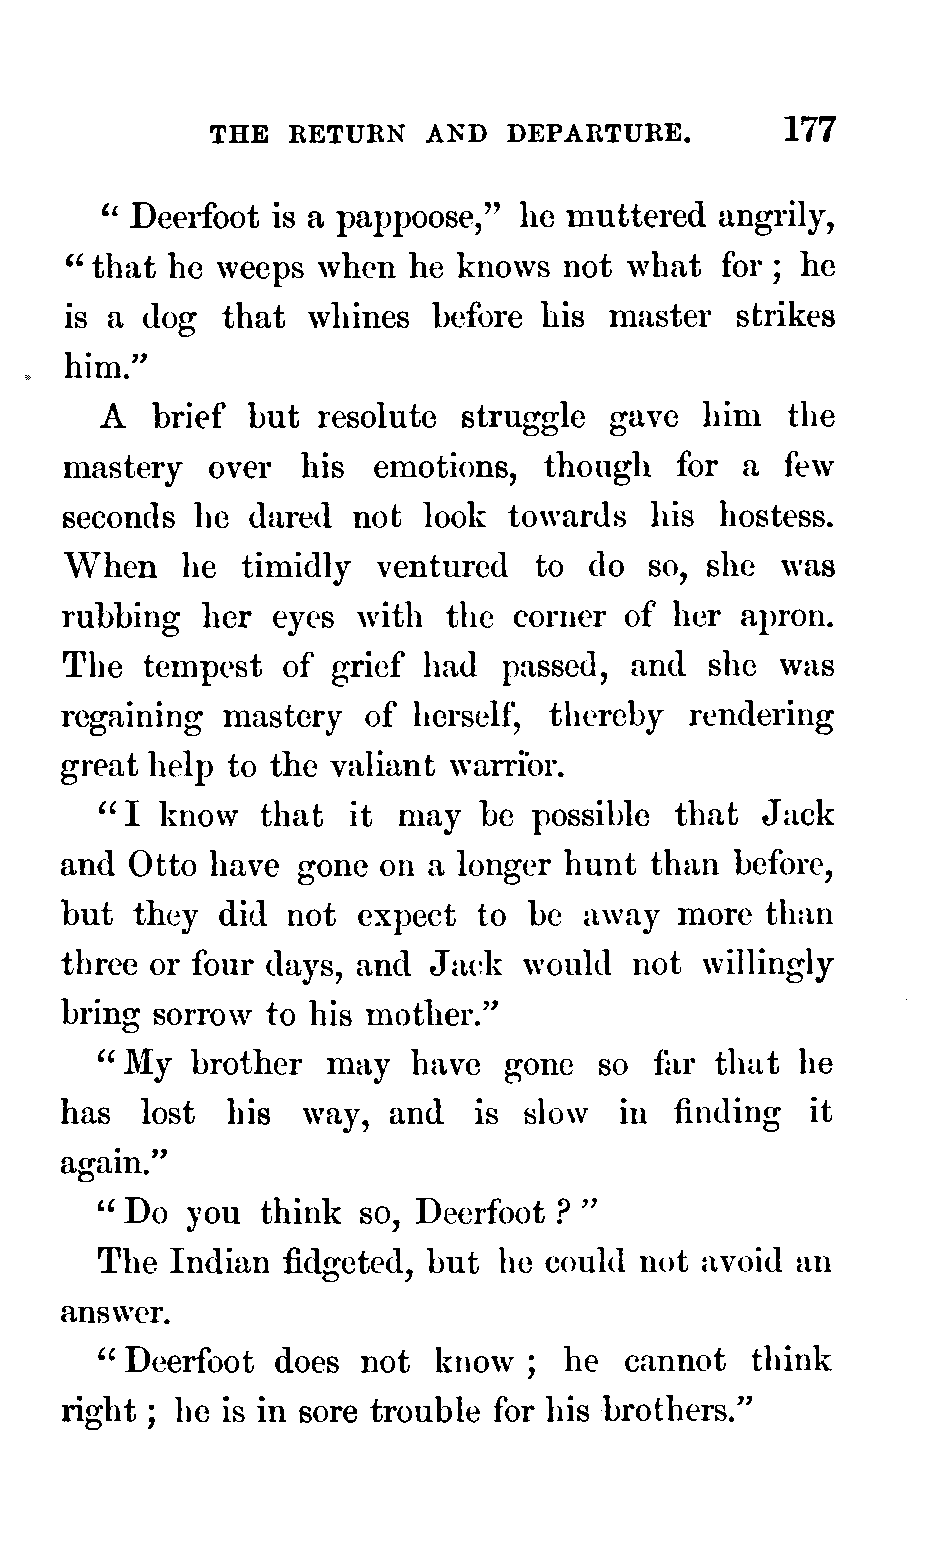 THE RETURN AND DEPARTURE. 177
“ Deerfoot is a pappoose,” he muttered angrily,
“ that he weeps when he knows not what for ; he
is a dog that whines before his master strikes
him.”
A brief but resolute struggle gave him the
mastery over his emotions, though for a few
seconds he dared not look towards his hostess.
When he timidly ventured to do so, she was
rubbing her eyes with the corner of her apron.
The tempest of grief had passed, and she was
regaining mastery of herself, thereby rendering
great help to the valiant warrior.
“ I know that it may be possible that Jack
and Otto have gone on a longer hunt than before,
but they did not expect to be away more than
three or four days, and Jack would not willingly
bring sorrow to his mother.”
“ My brother may have gone so far that he
has lost his way, and is slow in finding it
again.”
“ Do you think so, Deerfoot ? ”
The Indian fidgeted, but he could not avoid an
answer.
“ Deerfoot does not know ; he cannot think
right ; he is in sore trouble for his brothers.”